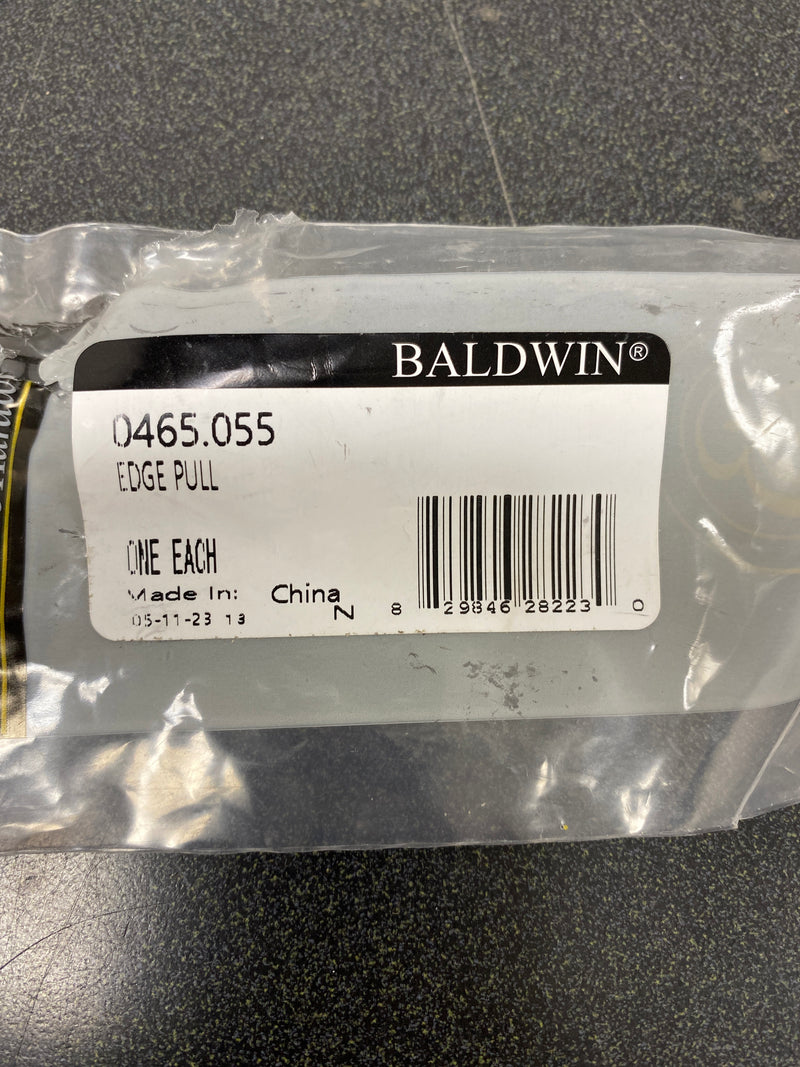 BALDWIN®
0465.055
EDGE PULL
ONE EACH
Made In: China
N
05-11-23 13
8 29846 28223 0